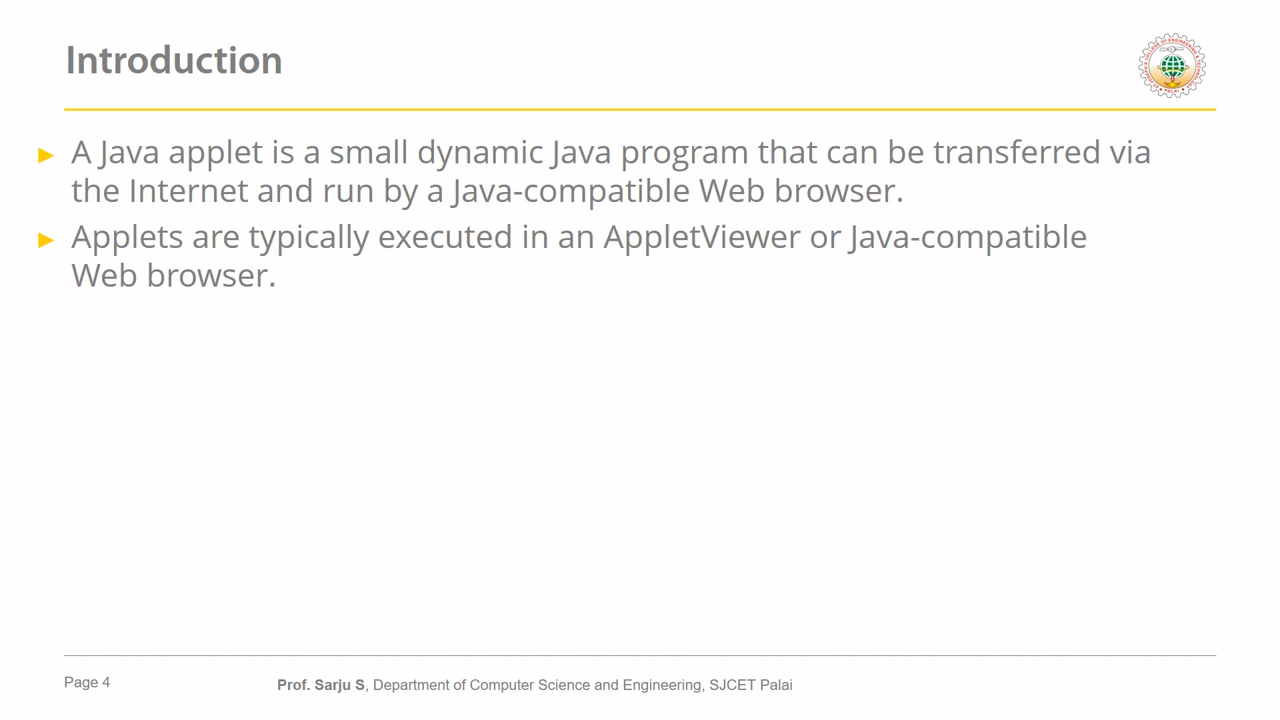 Introduction
A Java applet is a small dynamic Java program that can be transferred via
the Internet and run by a Java-compatible Web browser.
Applets are typically executed in an AppletViewer or Java-compatible
Web browser.
Page 4
Prof. Sarju S, Department of Computer Science and Engineering, SJCET Palai